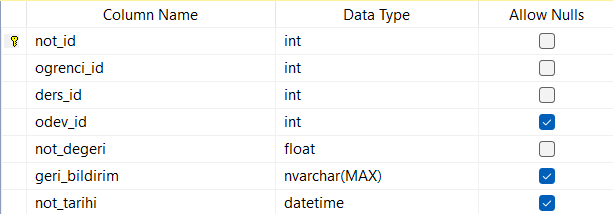 Column Name Data Type Allow Nulls
not_id int
ogrenci_id int
ders_id int
odev_id int
not_degeri float
geri_bildirim nvarchar(MAX)
not_tarihi datetime